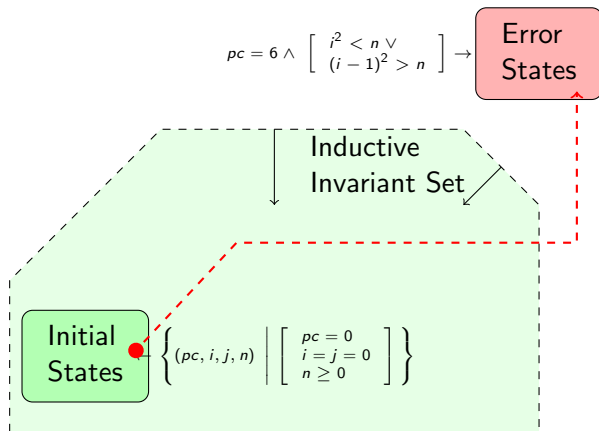 pc = 6 ∧ [ i² < n ∨
(i − 1)² > n ] →
Error
States
Inductive
Invariant Set
Initial
States
← { (pc, i, j, n) | [ pc = 0
i = j = 0
n ≥ 0 ] }